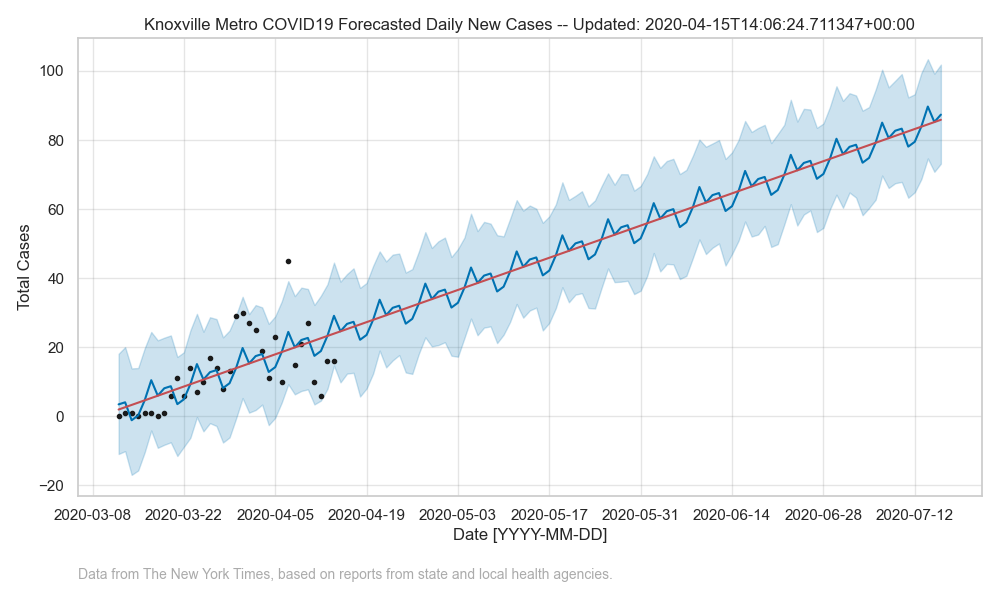 Knoxville Metro COVID19 Forecasted Daily New Cases -- Updated: 2020-04-15T14:06:24.711347+00:00
Total Cases
100
80
60
40
20
0
−20
2020-03-08 2020-03-22 2020-04-05 2020-04-19 2020-05-03 2020-05-17 2020-05-31 2020-06-14 2020-06-28 2020-07-12
Date [YYYY-MM-DD]
Data from The New York Times, based on reports from state and local health agencies.